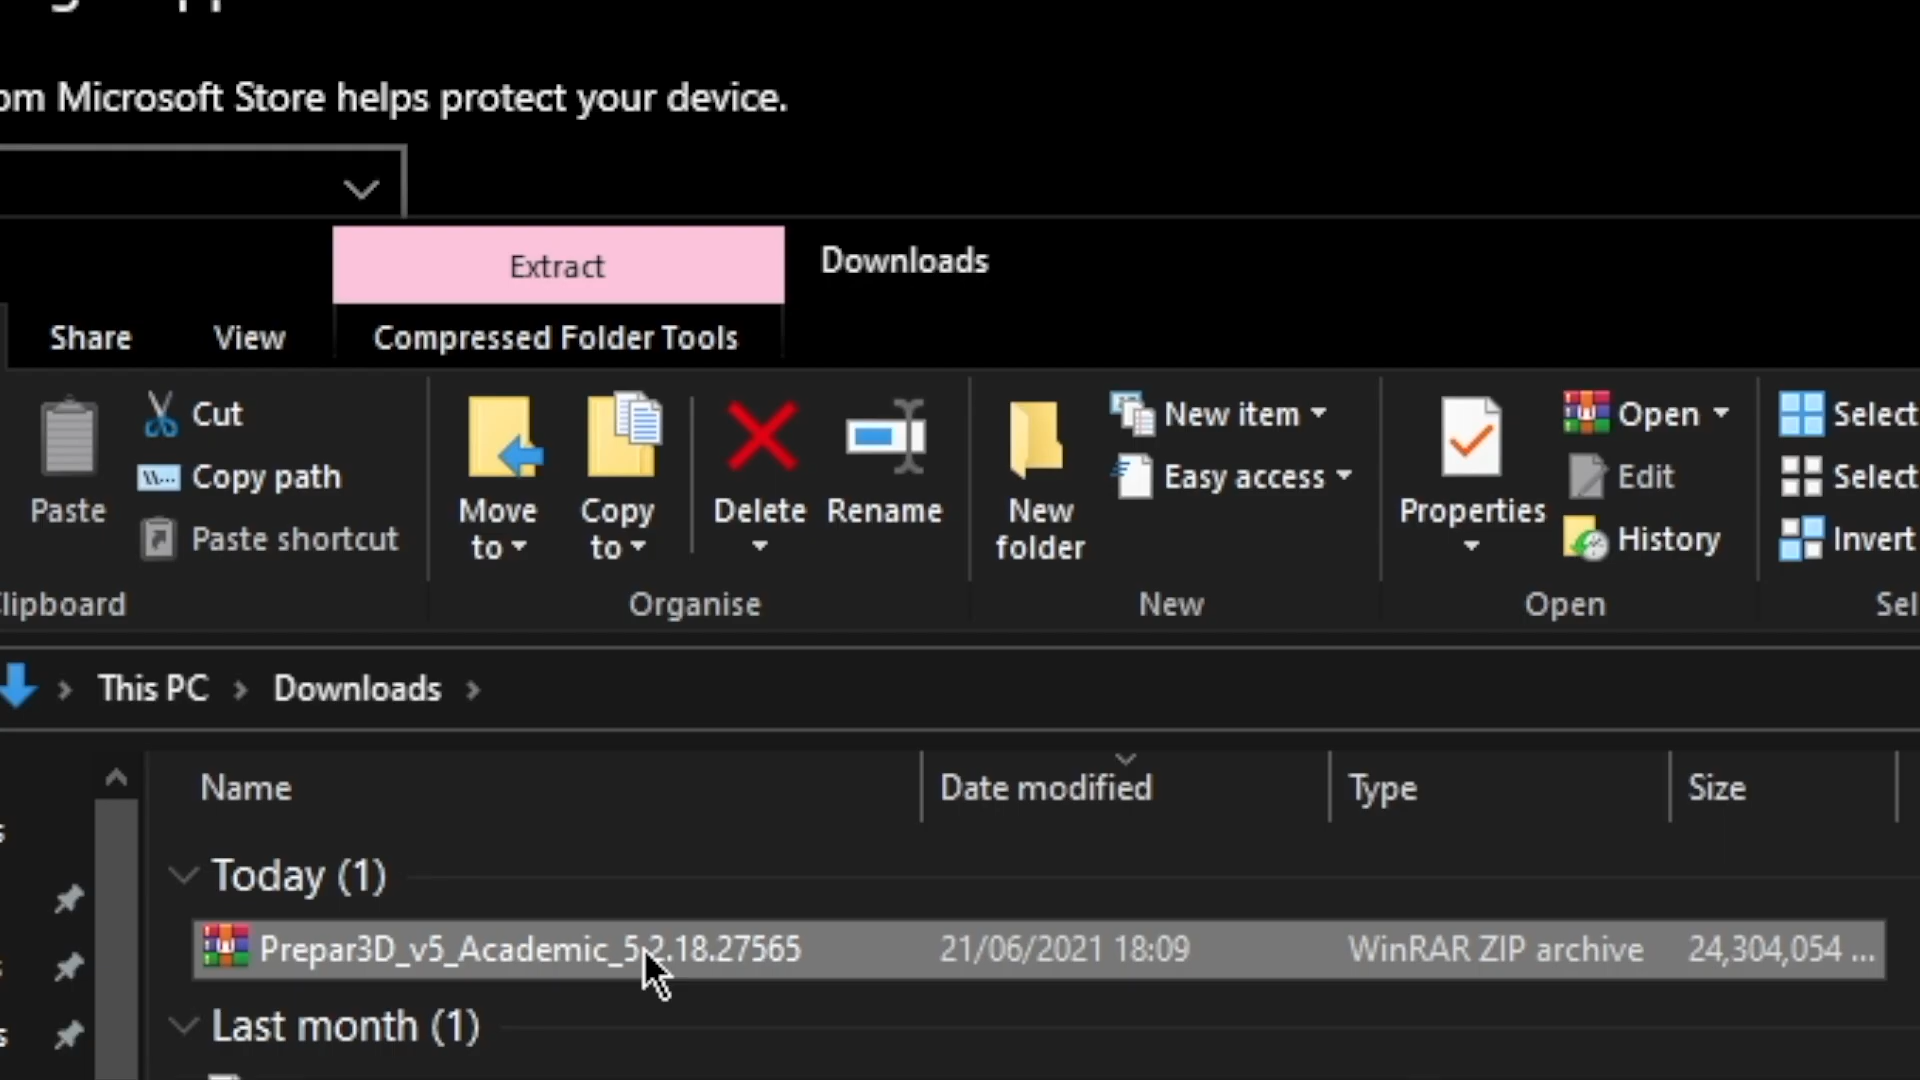 om Microsoft Store helps protect your device.
Extract
Downloads
Share
View
Compressed Folder Tools
Paste
Cut
Copy path
Paste shortcut
Move to
Copy to
Delete
Rename
New folder
New item
Easy access
Properties
Open
Edit
History
Select
Select
Invert
lipboard
Organise
New
Open
Sel
This PC
Downloads
Name
Date modified
Type
Size
Today (1)
Prepar3D_v5_Academic_5.2.18.27565
21/06/2021 18:09
WinRAR ZIP archive
24,304,054 ...
Last month (1)